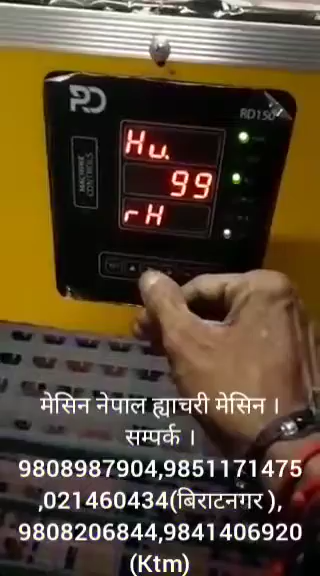 PD
RD150
MACHINE
CONTROLS
Hu.
99
rH
मेसिन नेपाल ह्याचरी मेसिन ।
सम्पर्क ।
9808987904,9851171475
,021460434(बिराटनगर ),
9808206844,9841406920
(Ktm)